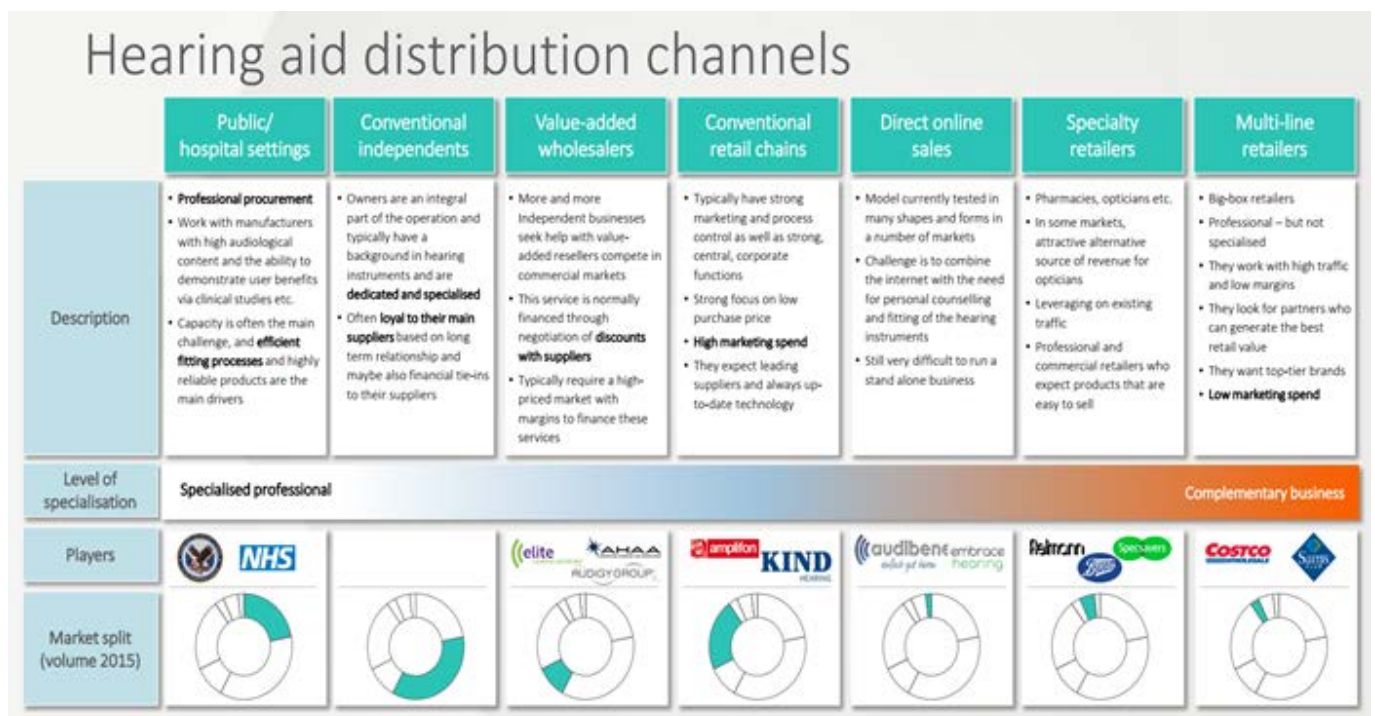 Hearing aid distribution channels
Public/
hospital settings
Conventional
independents
Value-added
wholesalers
Conventional
retail chains
Direct online
sales
Specialty
retailers
Multi-line
retailers
Description
• Professional procurement
• Work with manufacturers
with high audiological
content and the ability to
demonstrate user benefits
via clinical studies etc.
• Capacity is often the main
challenge, and efficient
fitting processes and highly
reliable products are the
main drivers
• Owners are an integral
part of the operation and
typically have a
background in hearing
instruments and are
dedicated and specialised
• Often loyal to their main
suppliers based on long
term relationship and
maybe also financial tie-ins
to their suppliers
• More and more
Independent businesses
seek help with value-
added resellers compete in
commercial markets
• This service is normally
financed through
negotiation of discounts
with suppliers
• Typically require a high-
priced market with
margins to finance these
services
• Typically have strong
marketing and process
control as well as strong,
central, corporate
functions
• Strong focus on low
purchase price
• High marketing spend
• They expect leading
suppliers and always up-
to-date technology
• Model currently tested in
many shapes and forms in
a number of markets
• Challenge is to combine
the internet with the need
for personal counselling
and fitting of the hearing
instruments
• Still very difficult to run a
stand alone business
• Pharmacies, opticians etc.
• In some markets,
attractive alternative
source of revenue for
opticians
• Leveraging on existing
traffic
• Professional and
commercial retailers who
expect products that are
easy to sell
• Big-box retailers
• Professional – but not
specialised
• They work with high traffic
and low margins
• They look for partners who
can generate the best
retail value
• They want top-tier brands
• Low marketing spend
Level of
specialisation
Specialised professional
Complementary business
Players
NHS
elite
AHAA
AUDIGYGROUP
amplifon
KIND
HEARING
audibene
embrace
hearing
Fielmann
Boots
Specsavers
COSTCO
WHOLESALE
Sam's
Market split
(volume 2015)